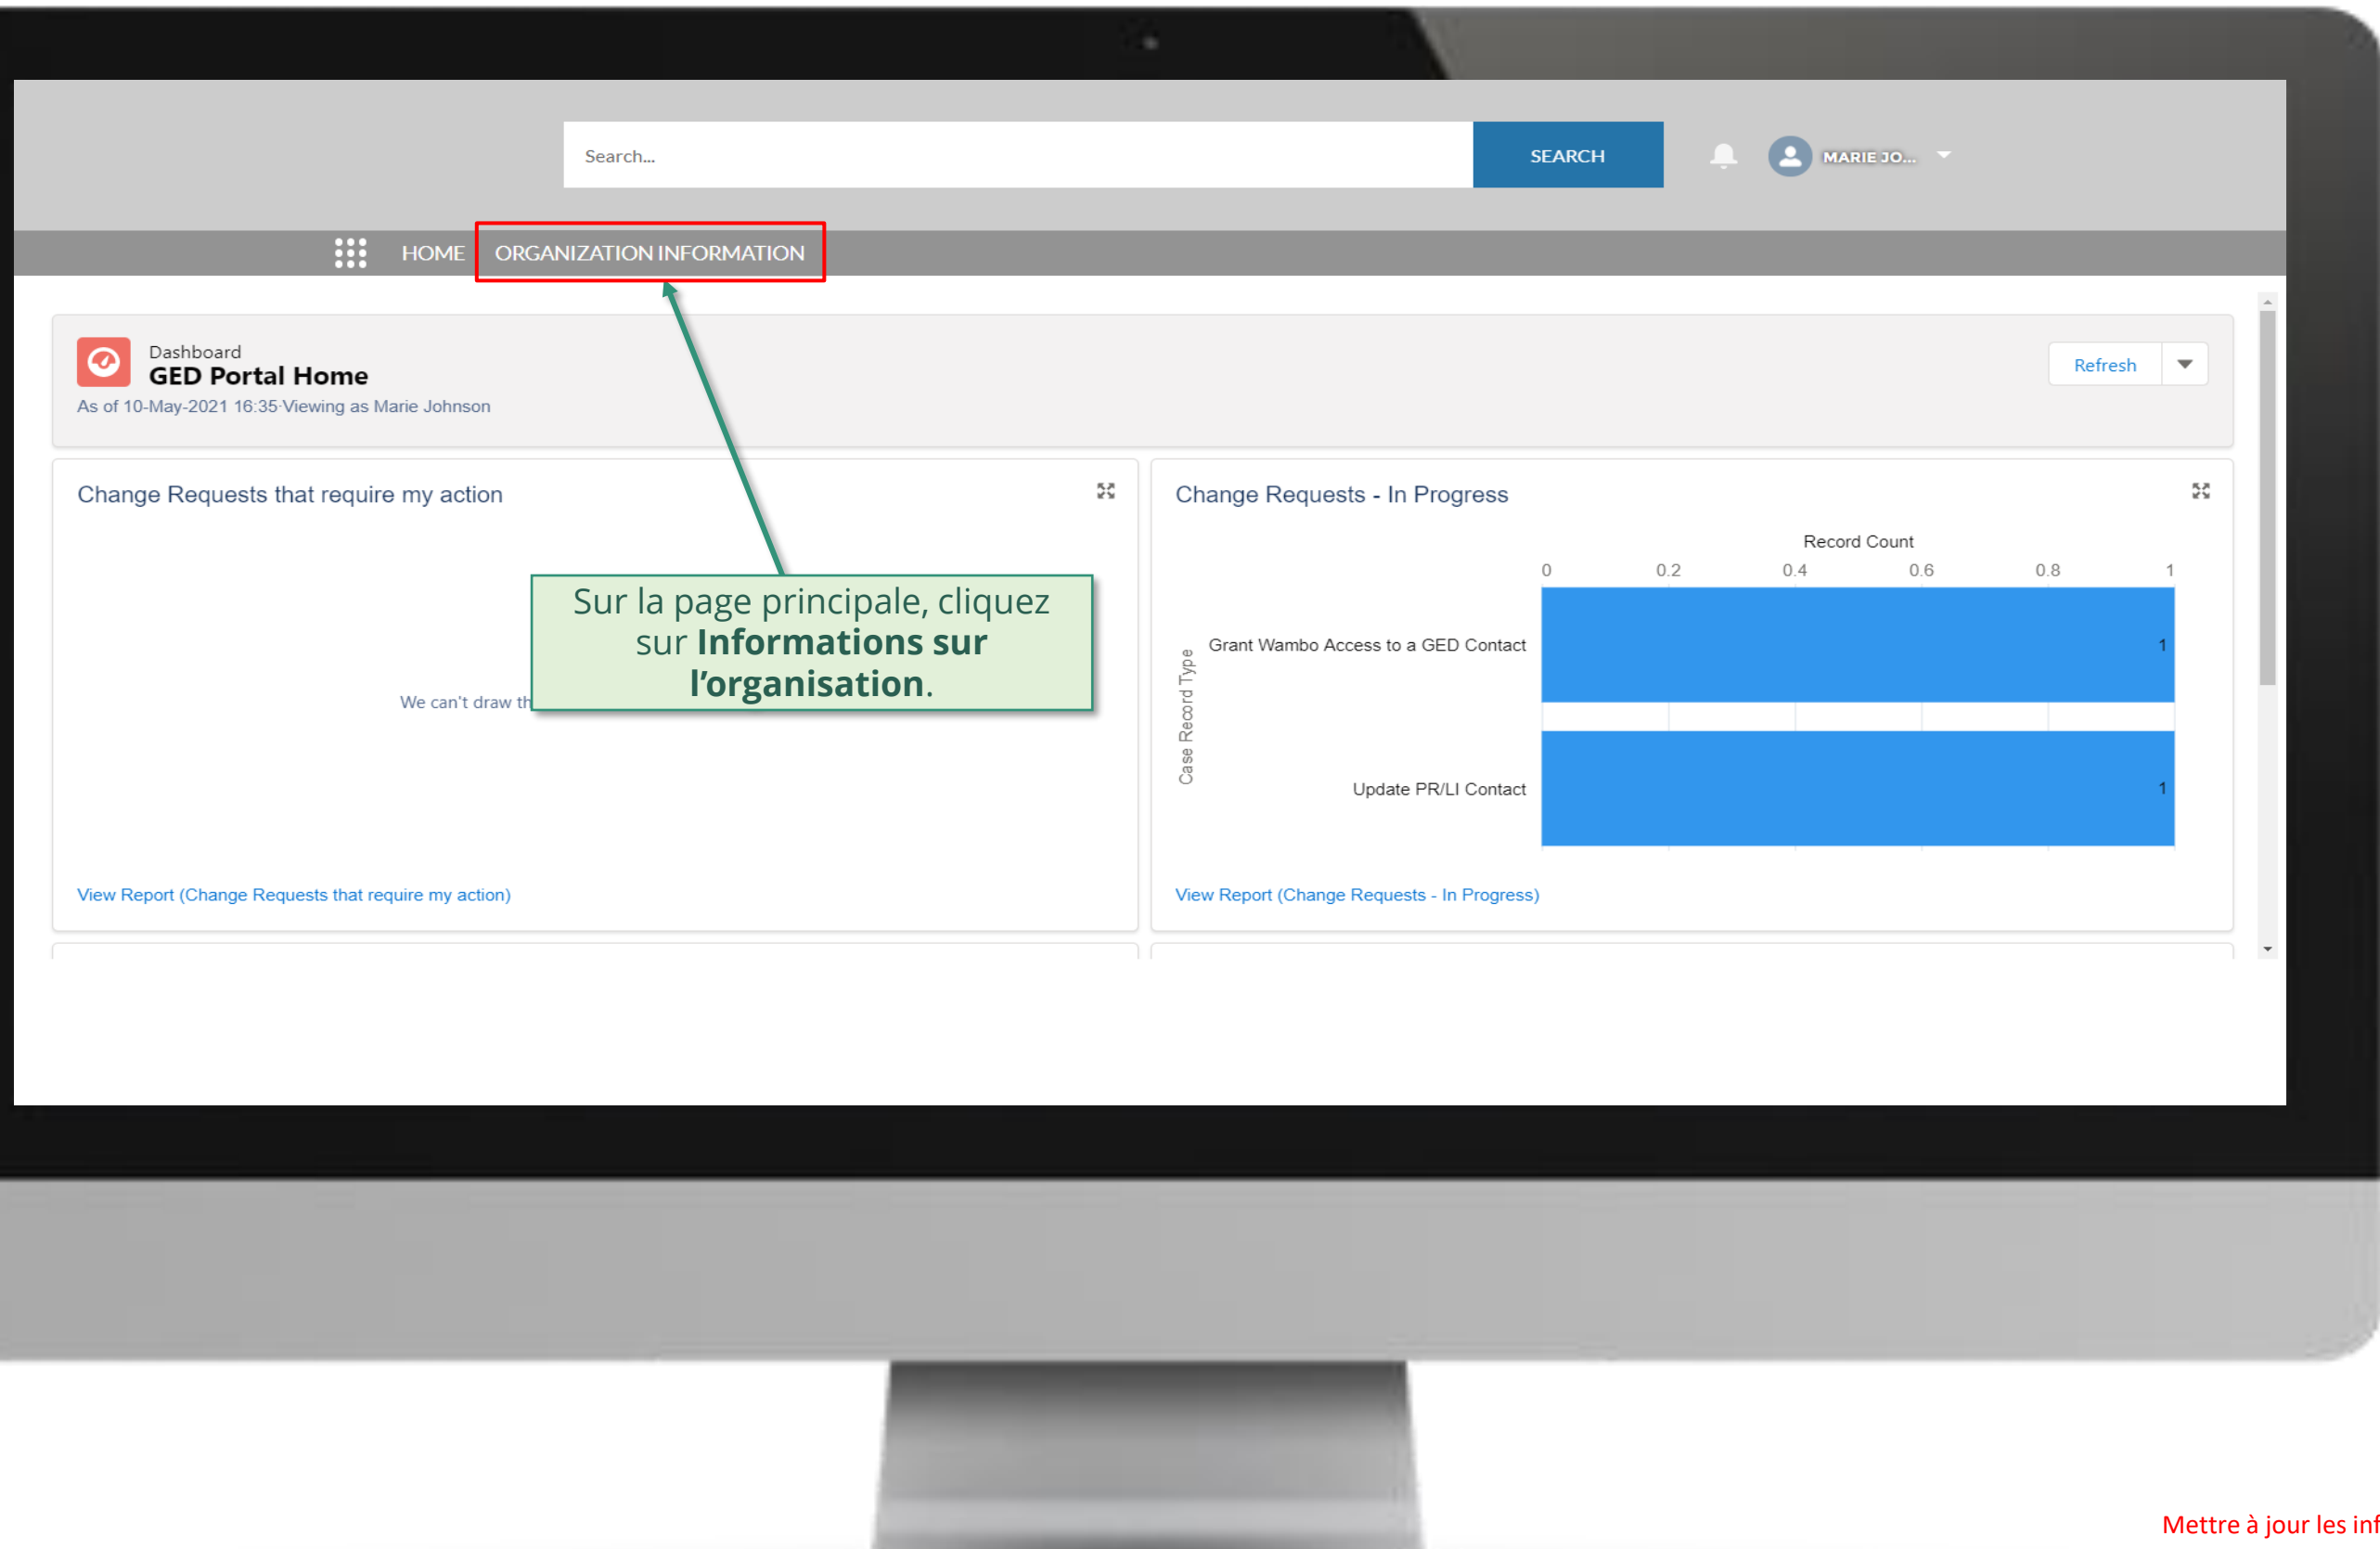 Search...
SEARCH
MARIE JO...
HOME
ORGANIZATION INFORMATION
Dashboard
GED Portal Home
As of 10-May-2021 16:35·Viewing as Marie Johnson
Refresh
Change Requests that require my action
We can't draw th
View Report (Change Requests that require my action)
Sur la page principale, cliquez
sur Informations sur
l'organisation.
Change Requests - In Progress
Record Count
0 0.2 0.4 0.6 0.8 1
Case Record Type
Grant Wambo Access to a GED Contact
1
Update PR/LI Contact
1
View Report (Change Requests - In Progress)
Mettre à jour les inf